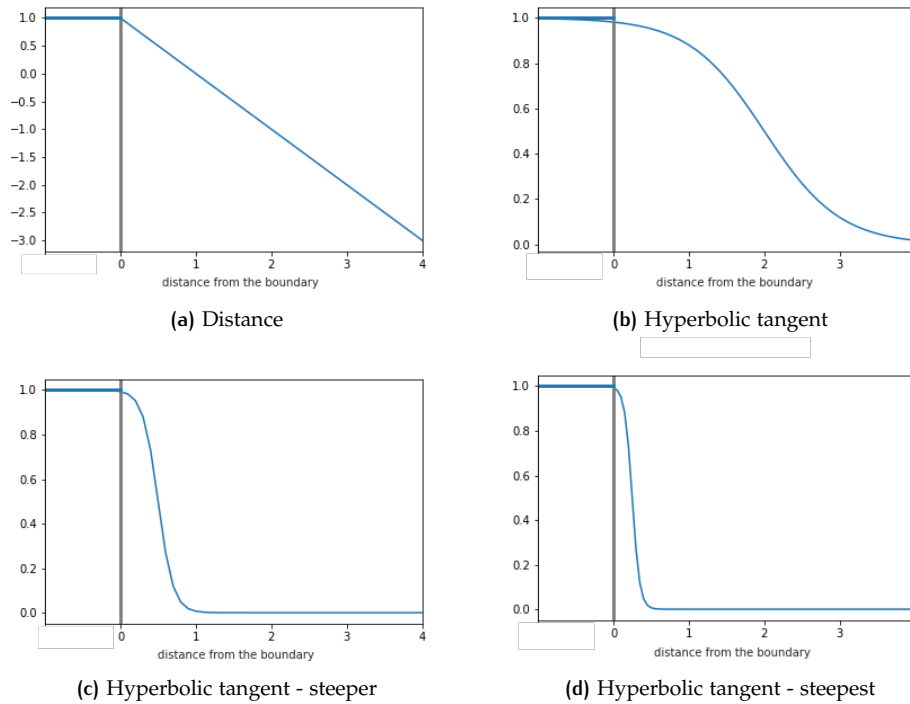 1.0
0.5
0.0
−0.5
−1.0
−1.5
−2.0
−2.5
−3.0
0 1 2 3 4
distance from the boundary
(a) Distance
1.0
0.8
0.6
0.4
0.2
0.0
0 1 2 3
distance from the boundary
(b) Hyperbolic tangent
1.0
0.8
0.6
0.4
0.2
0.0
0 1 2 3 4
distance from the boundary
(c) Hyperbolic tangent - steeper
1.0
0.8
0.6
0.4
0.2
0.0
0 1 2 3
distance from the boundary
(d) Hyperbolic tangent - steepest